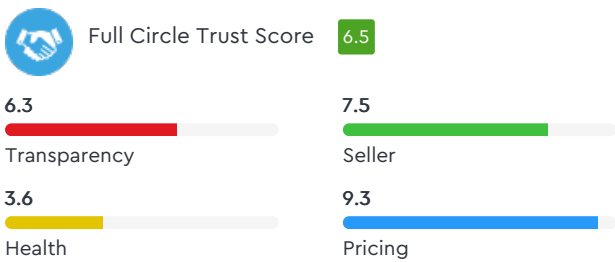 Full Circle Trust Score 6.5
6.3
Transparency
7.5
Seller
3.6
Health
9.3
Pricing